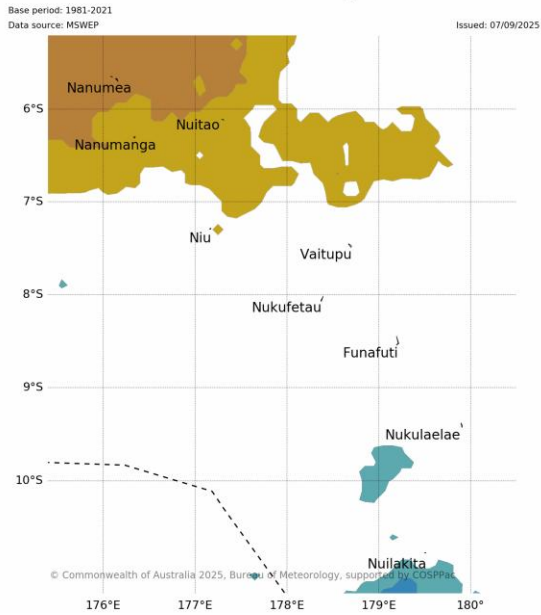 Base period: 1981-2021
Data source: MSWEP
Issued: 07/09/2025
Nanumea
6°S
Nuitao
Nanumanga
7°S
Niu
Vaitupu
8°S
Nukufetau
Funafuti
9°S
Nukulaelae
10°S
Nuilakita
© Commonwealth of Australia 2025, Bureau of Meteorology, supported by COSPPac
176°E
177°E
178°E
179°E
180°